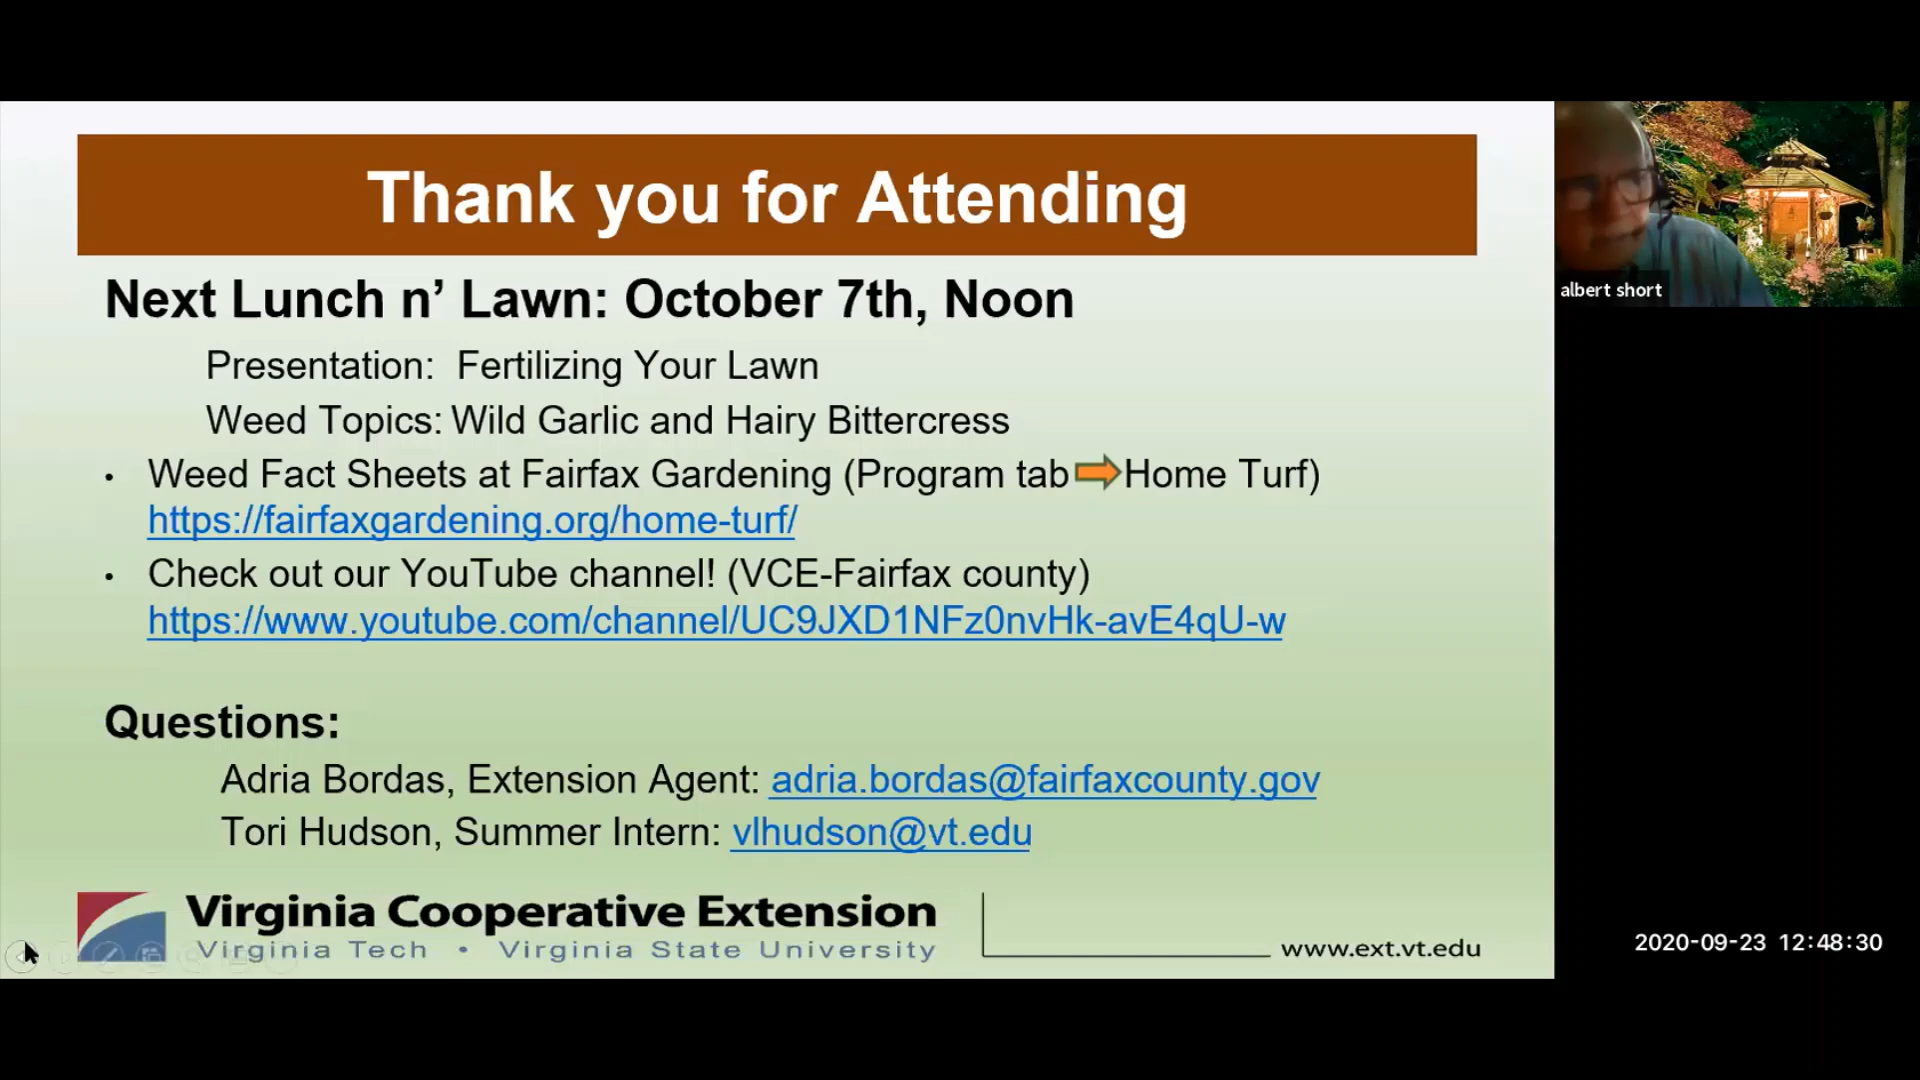 Thank you for Attending
Next Lunch n’ Lawn: October 7th, Noon
Presentation:  Fertilizing Your Lawn
Weed Topics: Wild Garlic and Hairy Bittercress
• Weed Fact Sheets at Fairfax Gardening (Program tab Home Turf)
https://fairfaxgardening.org/home-turf/
• Check out our YouTube channel! (VCE-Fairfax county)
https://www.youtube.com/channel/UC9JXD1NFz0nvHk-avE4qU-w
Questions:
Adria Bordas, Extension Agent: adria.bordas@fairfaxcounty.gov
Tori Hudson, Summer Intern: vlhudson@vt.edu
Virginia Cooperative Extension
Virginia Tech • Virginia State University
www.ext.vt.edu
albert short
2020-09-23 12:48:30